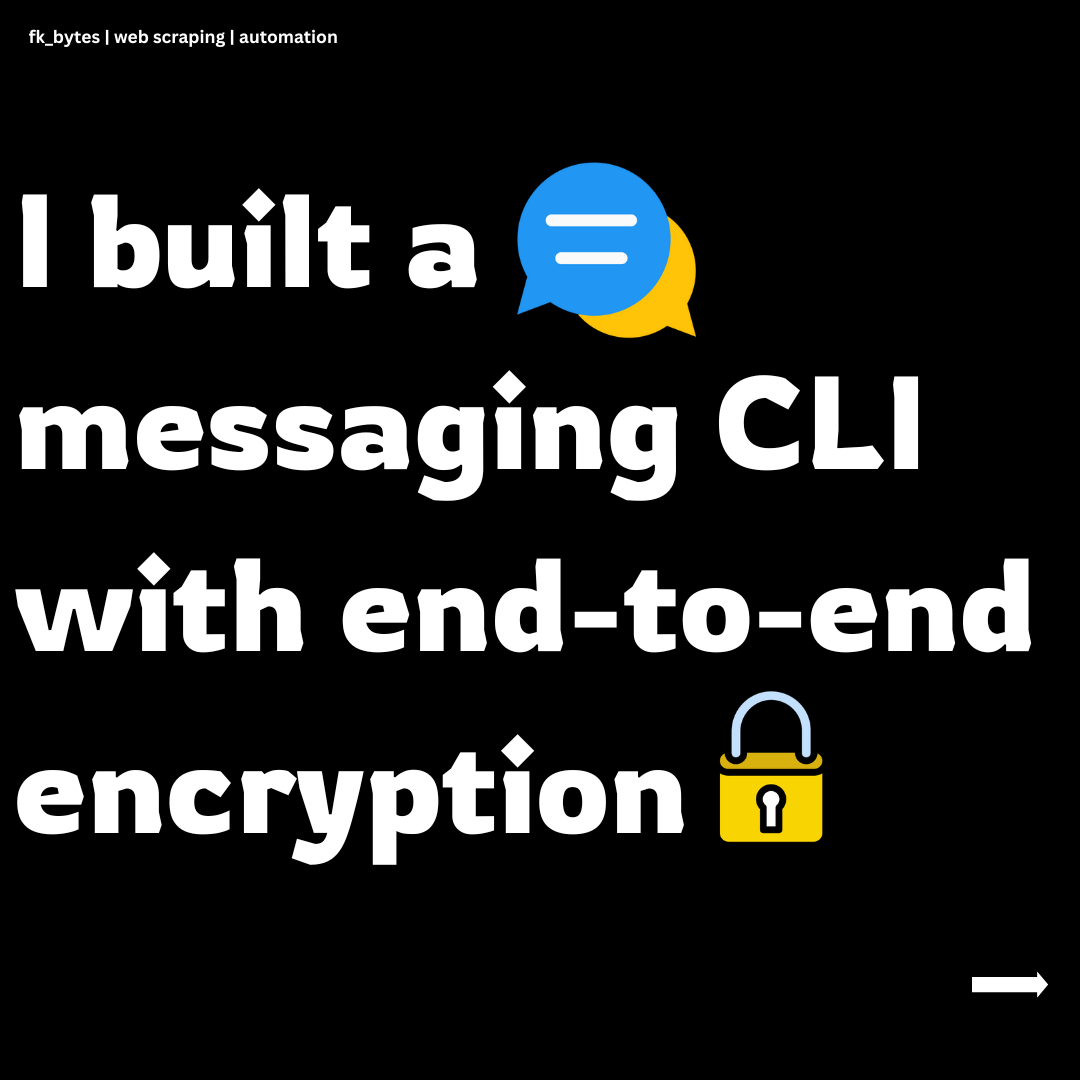 fk_bytes | web scraping | automation
I built a
messaging CLI
with end-to-end
encryption